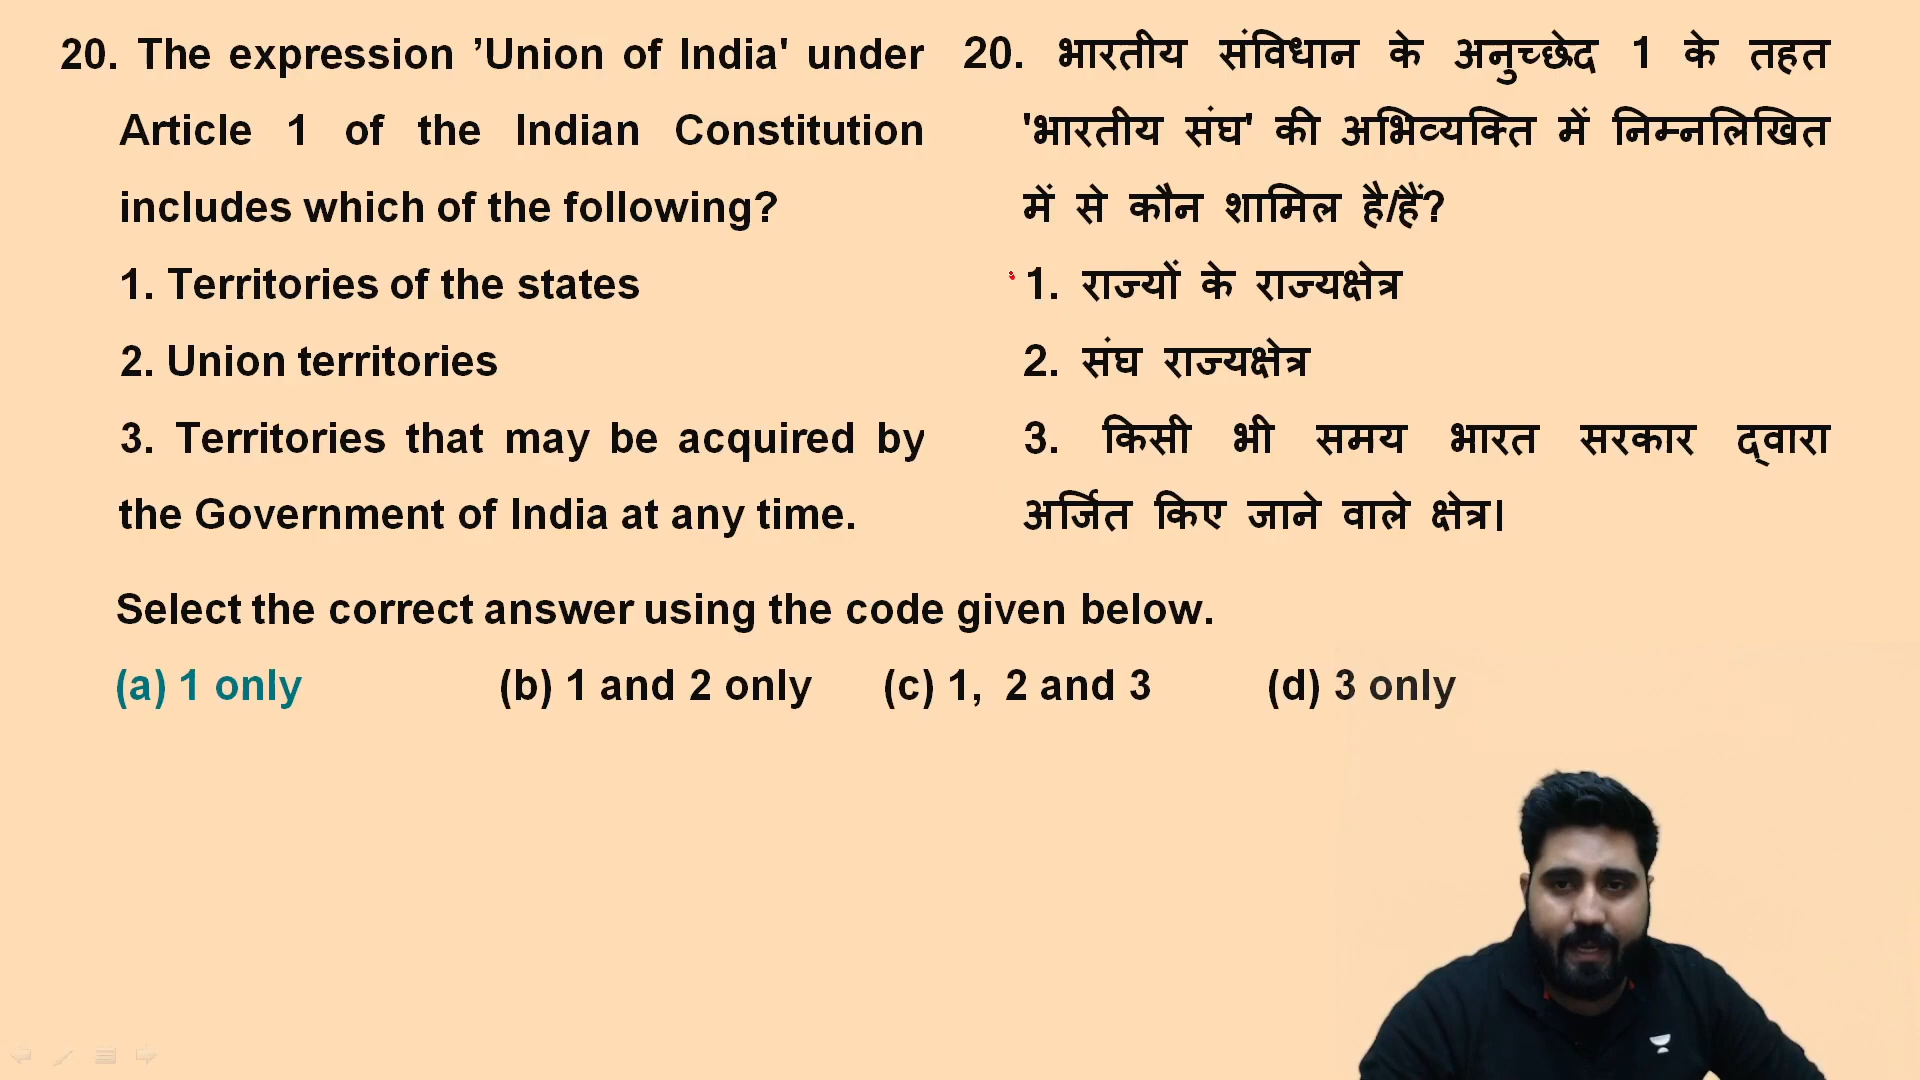 20. The expression ’Union of India' under
Article 1 of the Indian Constitution
includes which of the following?
1. Territories of the states
2. Union territories
3. Territories that may be acquired by
the Government of India at any time.
20. भारतीय संविधान के अनुच्छेद 1 के तहत
'भारतीय संघ' की अभिव्यक्ति में निम्नलिखित
में से कौन शामिल है/हैं?
1. राज्यों के राज्यक्षेत्र
2. संघ राज्यक्षेत्र
3. किसी भी समय भारत सरकार द्वारा
अर्जित किए जाने वाले क्षेत्र।
Select the correct answer using the code given below.
(a) 1 only (b) 1 and 2 only (c) 1, 2 and 3 (d) 3 only